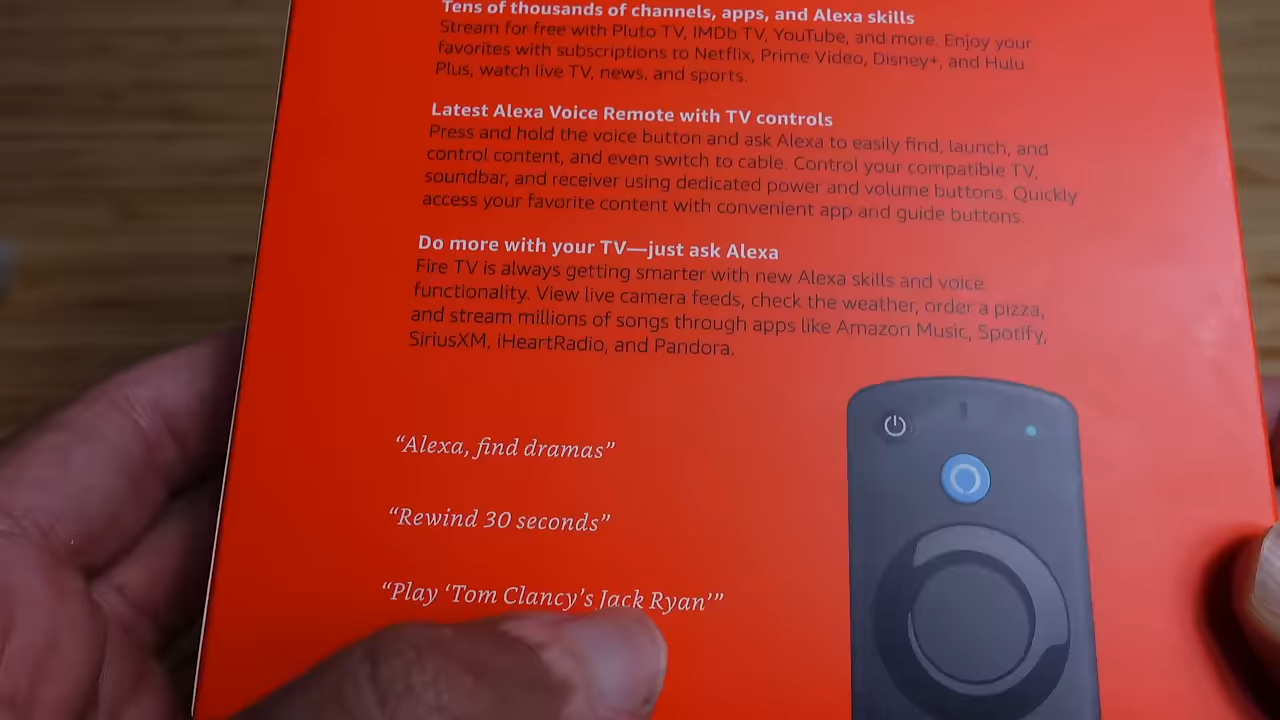 Tens of thousands of channels, apps, and Alexa skills
Stream for free with Pluto TV, IMDb TV, YouTube, and more. Enjoy your
favorites with subscriptions to Netflix, Prime Video, Disney+, and Hulu
Plus, watch live TV, news, and sports.
Latest Alexa Voice Remote with TV controls
Press and hold the voice button and ask Alexa to easily find, launch, and
control content, and even switch to cable. Control your compatible TV,
soundbar, and receiver using dedicated power and volume buttons. Quickly
access your favorite content with convenient app and guide buttons.
Do more with your TV—just ask Alexa
Fire TV is always getting smarter with new Alexa skills and voice
functionality. View live camera feeds, check the weather, order a pizza,
and stream millions of songs through apps like Amazon Music, Spotify,
SiriusXM, iHeartRadio, and Pandora.
“Alexa, find dramas”
“Rewind 30 seconds”
“Play ‘Tom Clancy’s Jack Ryan’”